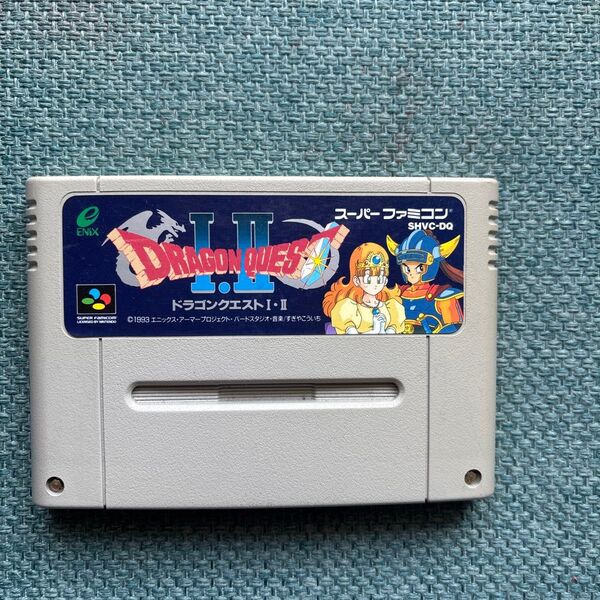 ENIX
スーパーファミコン®
SHVC-DQ
I・II
DRAGON QUEST
ドラゴンクエストI・II
SUPER FAMICOM
LICENSED BY NINTENDO
©1993 エニックス・アーマープロジェクト・バードスタジオ・音楽/すぎやこういち